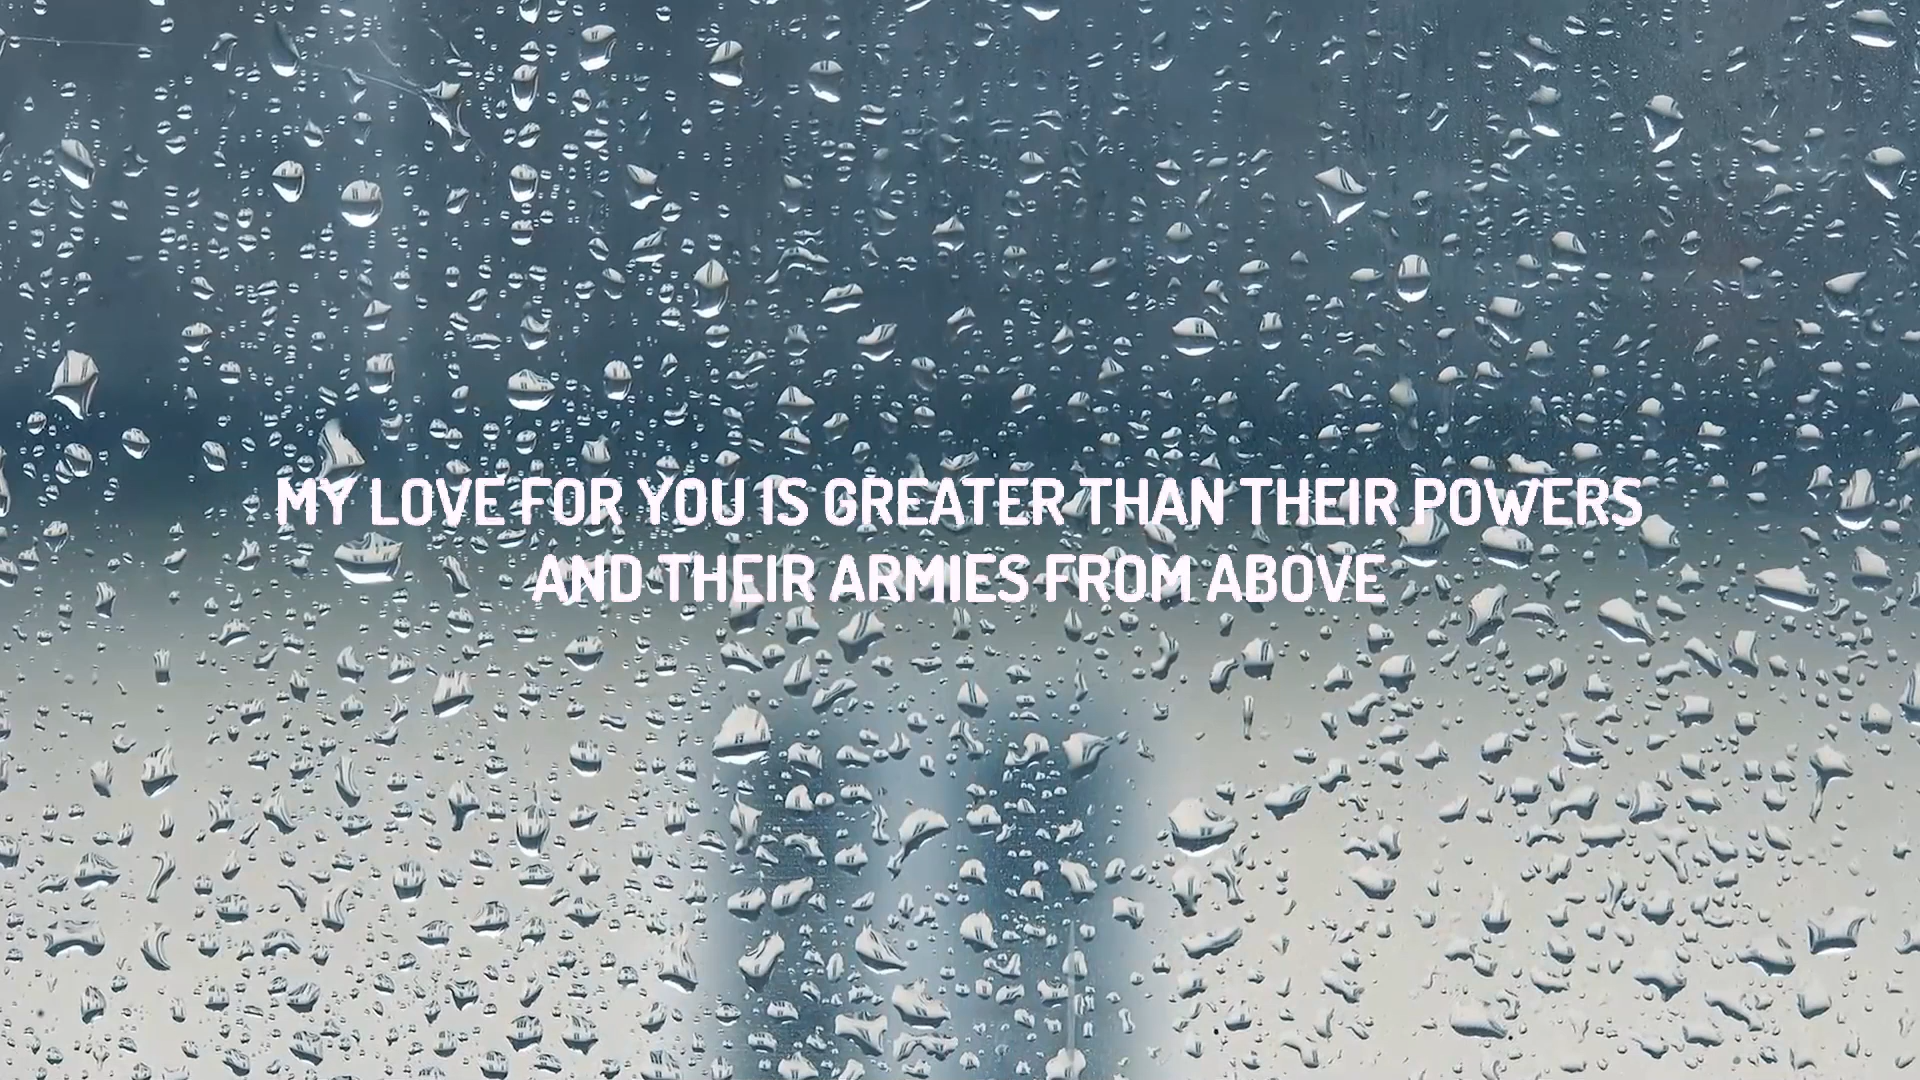 MY LOVE FOR YOU IS GREATER THAN THEIR POWERS
AND THEIR ARMIES FROM ABOVE